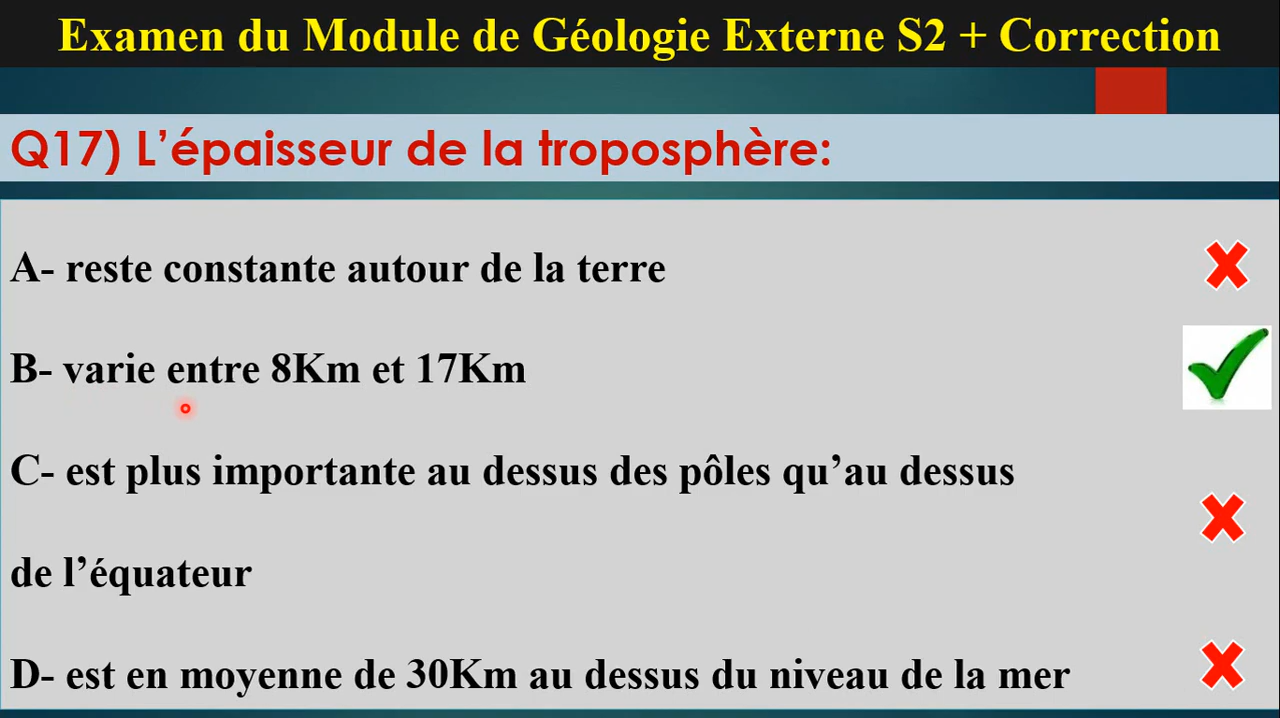 Examen du Module de Géologie Externe S2 + Correction
Q17) L’épaisseur de la troposphère:
A- reste constante autour de la terre
B- varie entre 8Km et 17Km
C- est plus importante au dessus des pôles qu’au dessus
de l’équateur
D- est en moyenne de 30Km au dessus du niveau de la mer